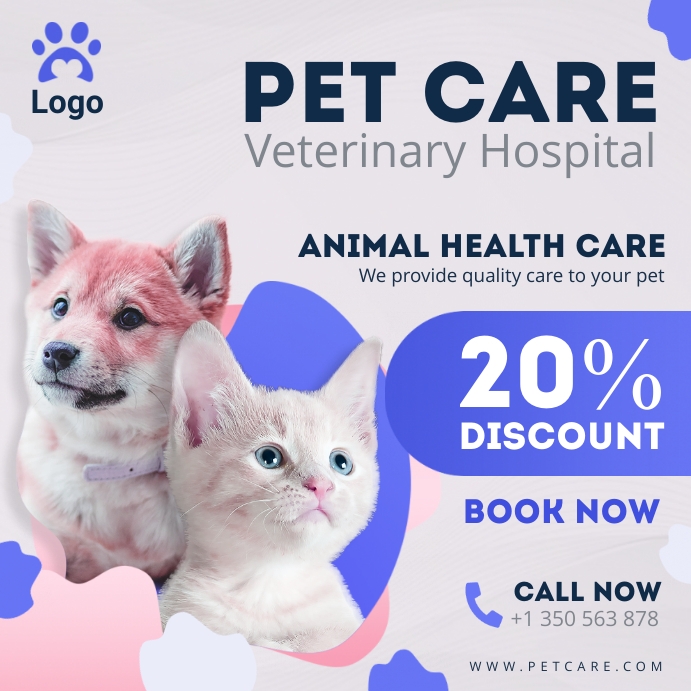 Logo
PET CARE
Veterinary Hospital
ANIMAL HEALTH CARE
We provide quality care to your pet
20%
DISCOUNT
BOOK NOW
CALL NOW
+1 350 563 878
WWW.PETCARE.COM